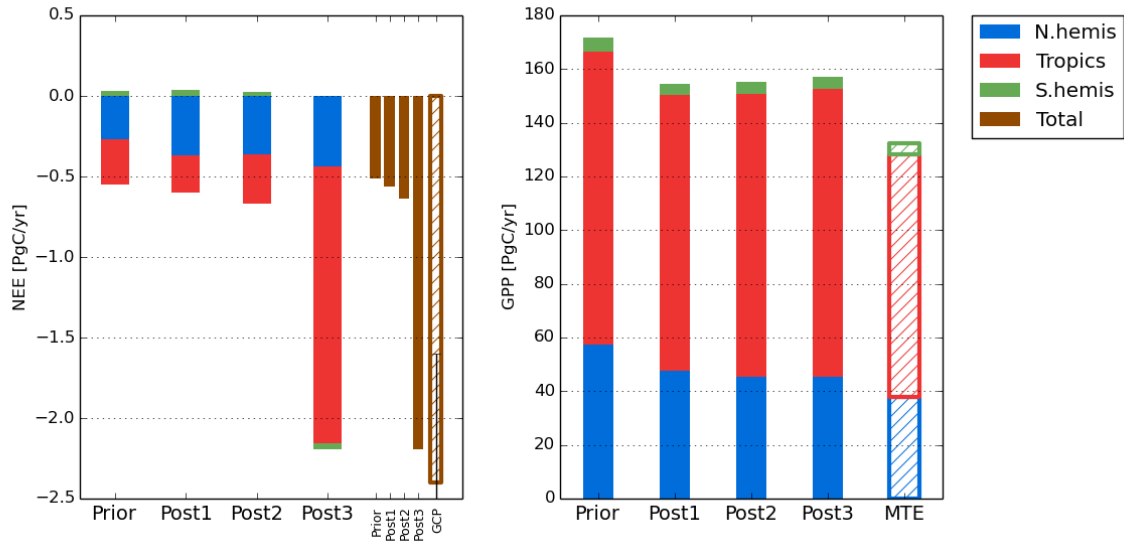 0.5
0.0
−0.5
−1.0
−1.5
−2.0
−2.5
NEE [PgC/yr]
Prior
Post1
Post2
Post3
Prior
Post1
Post2
Post3
GCP
180
160
140
120
100
80
60
40
20
0
GPP [PgC/yr]
Prior
Post1
Post2
Post3
MTE
N.hemis
Tropics
S.hemis
Total